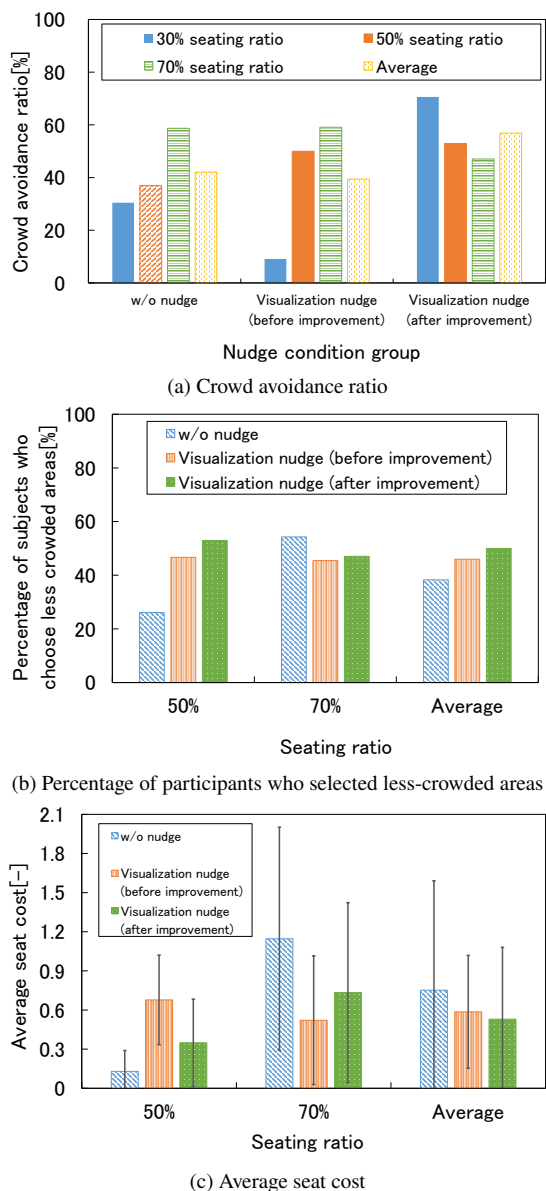 100
80
60
40
20
0
Crowd avoidance ratio[%]
30% seating ratio
50% seating ratio
70% seating ratio
Average
w/o nudge
Visualization nudge
(before improvement)
Visualization nudge
(after improvement)
Nudge condition group
(a) Crowd avoidance ratio
100
80
60
40
20
0
Percentage of subjects who
choose less crowded areas[%]
w/o nudge
Visualization nudge (before improvement)
Visualization nudge (after improvement)
50%
70%
Average
Seating ratio
(b) Percentage of participants who selected less-crowded areas
2.1
1.8
1.5
1.2
0.9
0.6
0.3
0
Average seat cost[-]
w/o nudge
Visualization nudge
(before improvement)
Visualization nudge
(after improvement)
50%
70%
Average
Seating ratio
(c) Average seat cost